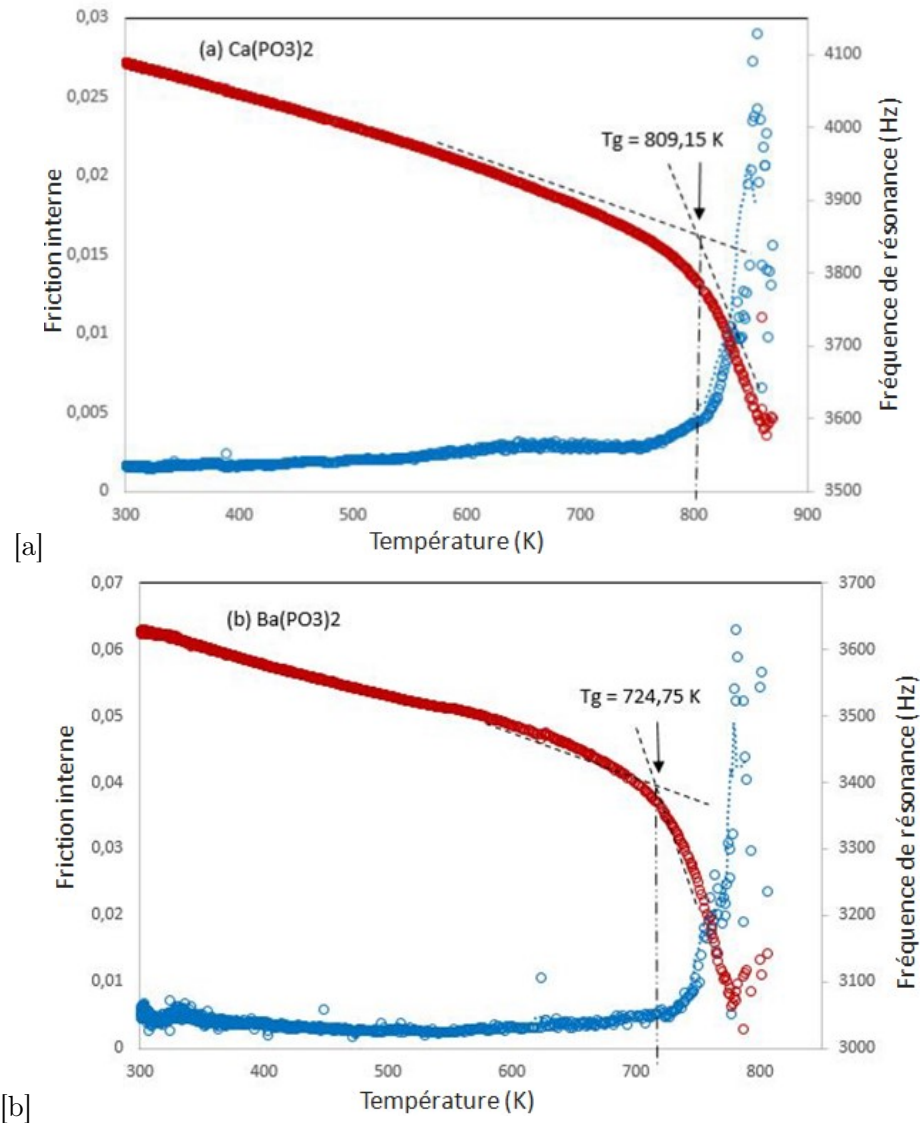 (a) Ca(PO3)2
Tg = 809,15 K
Friction interne
0,03
0,025
0,02
0,015
0,01
0,005
0
4100
4000
3900
3800
3700
3600
3500
Fréquence de résonance (Hz)
300 400 500 600 700 800 900
Température (K)
[a]
(b) Ba(PO3)2
Tg = 724,75 K
Friction interne
0,07
0,06
0,05
0,04
0,03
0,02
0,01
0
3700
3600
3500
3400
3300
3200
3100
3000
Fréquence de résonance (Hz)
300 400 500 600 700 800
Température (K)
[b]